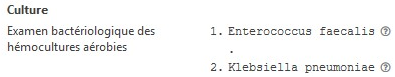 Culture
Examen bactériologique des
hémocultures aérobies
1. Enterococcus faecalis ?
.
2. Klebsiella pneumoniae ?